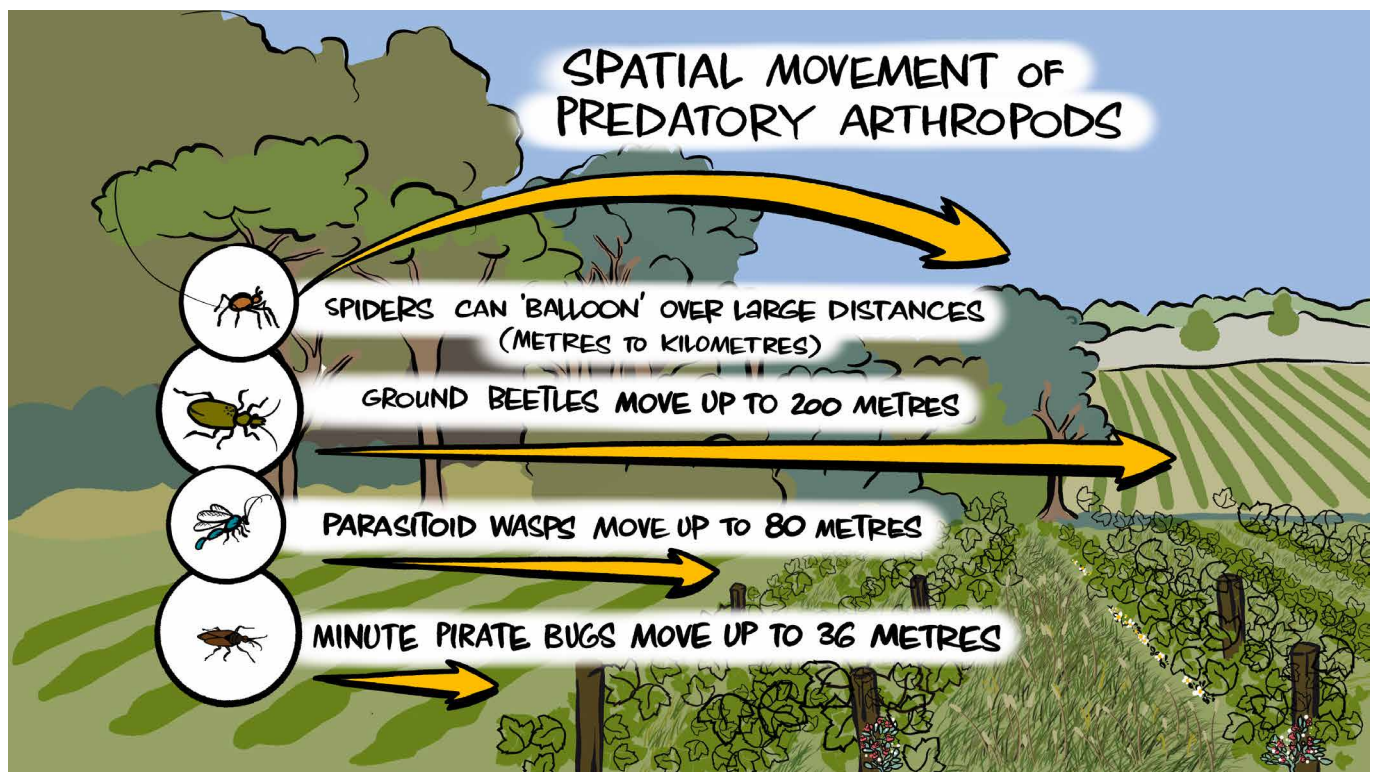 SPATIAL MOVEMENT OF
PREDATORY ARTHROPODS
SPIDERS CAN 'BALLOON' OVER LARGE DISTANCES
(METRES TO KILOMETRES)
GROUND BEETLES MOVE UP TO 200 METRES
PARASITOID WASPS MOVE UP TO 80 METRES
MINUTE PIRATE BUGS MOVE UP TO 36 METRES